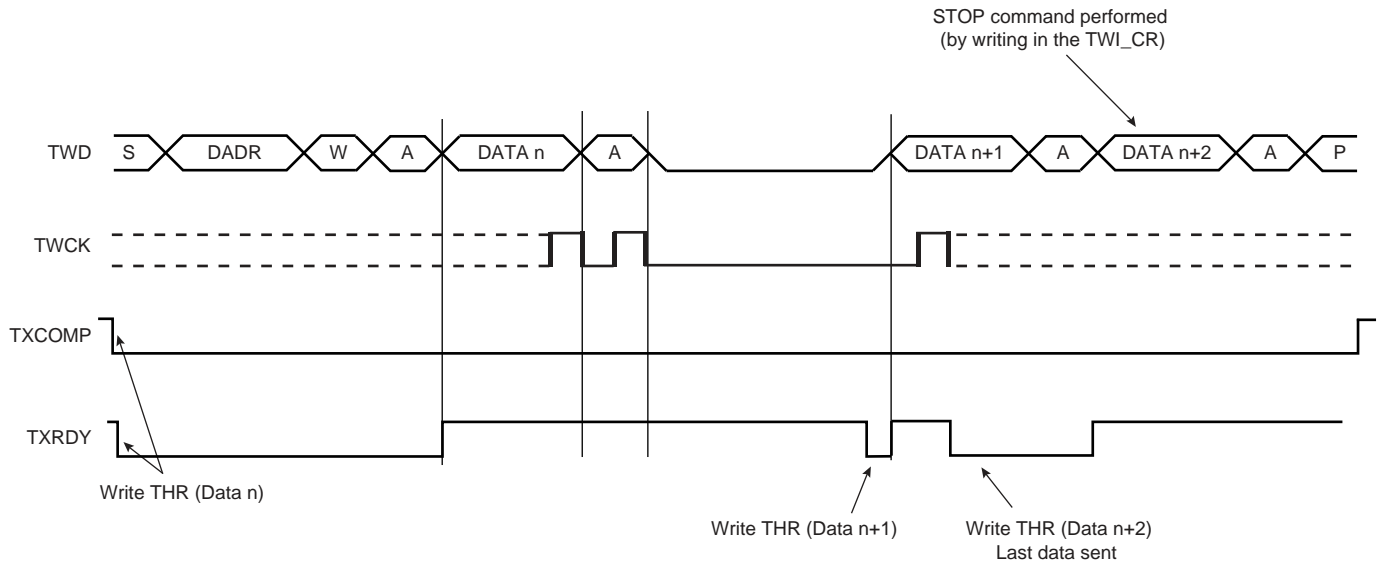 STOP command performed
(by writing in the TWI_CR)
TWD S DADR W A DATA n A DATA n+1 A DATA n+2 A P
TWCK
TXCOMP
TXRDY
Write THR (Data n)
Write THR (Data n+1) Write THR (Data n+2)
Last data sent